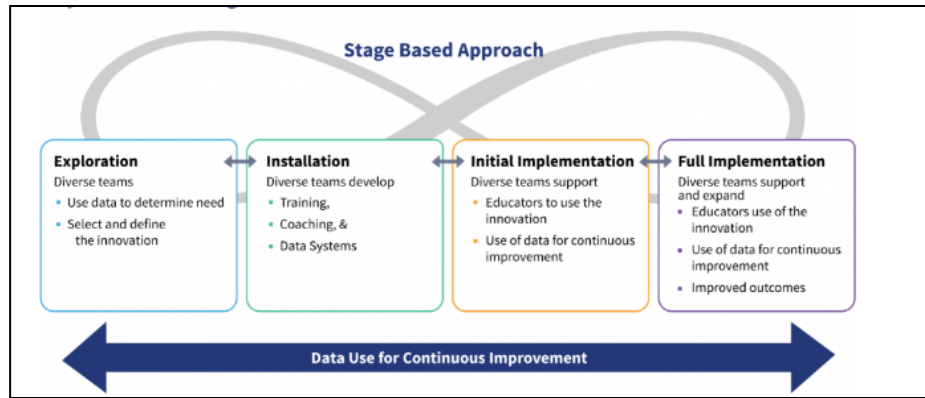 Stage Based Approach
Exploration
Diverse teams
• Use data to determine need
• Select and define
the innovation
Installation
Diverse teams develop
• Training,
• Coaching, &
• Data Systems
Initial Implementation
Diverse teams support
• Educators to use the
innovation
• Use of data for continuous
improvement
Full Implementation
Diverse teams support
and expand
• Educators use of the
innovation
• Use of data for continuous
improvement
• Improved outcomes
Data Use for Continuous Improvement